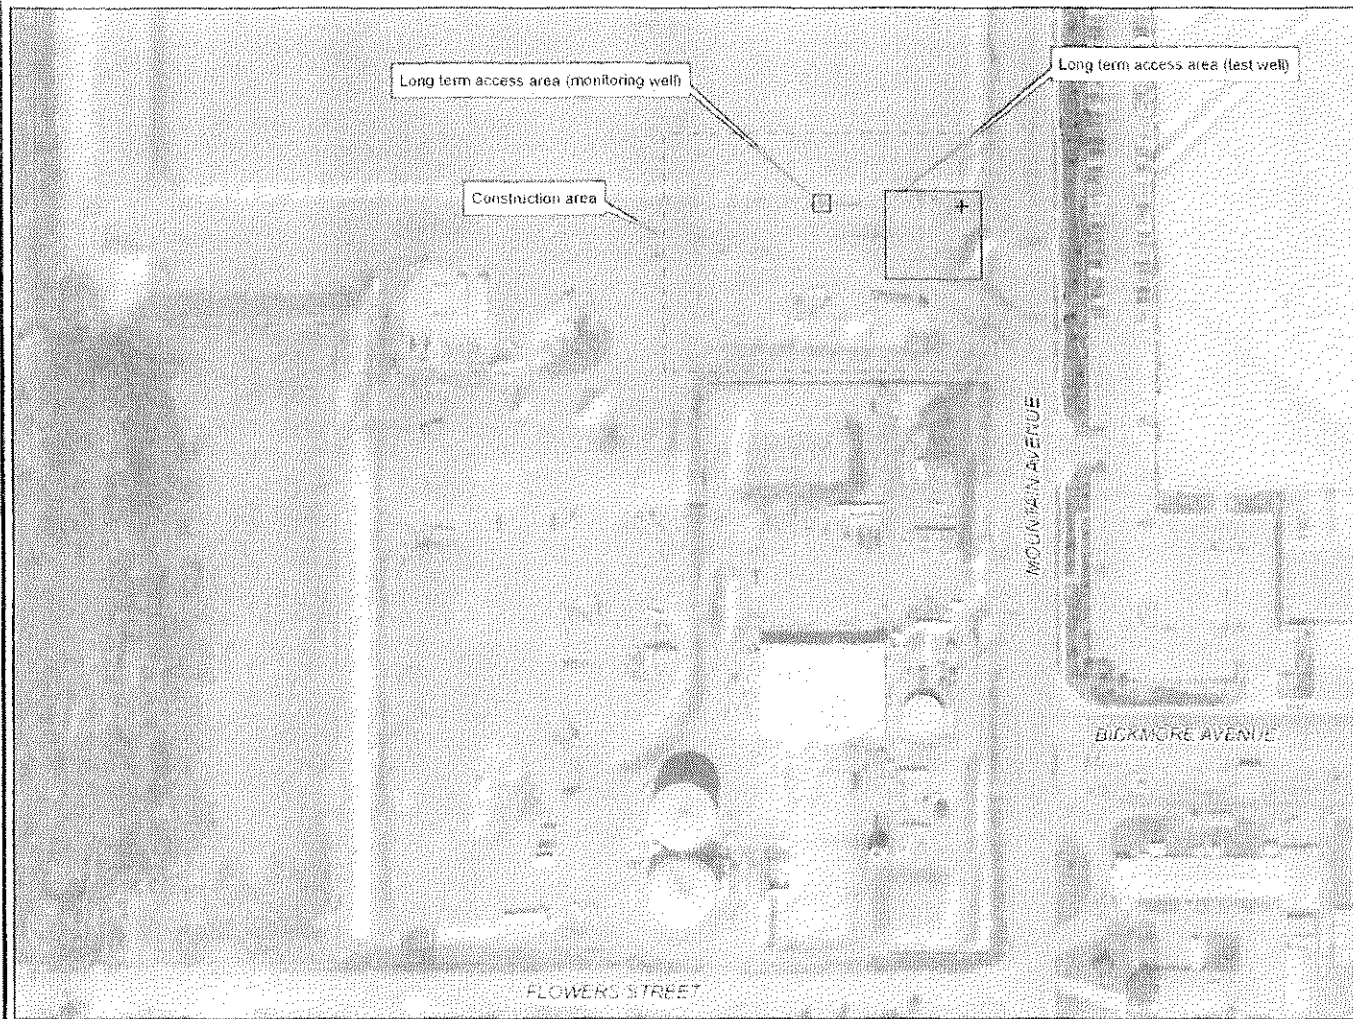 Long term access area (test well)
Long term access area (monitoring well)
Construction area
MOUNTAIN AVENUE
BICKMORE AVENUE
FLOWERS STREET